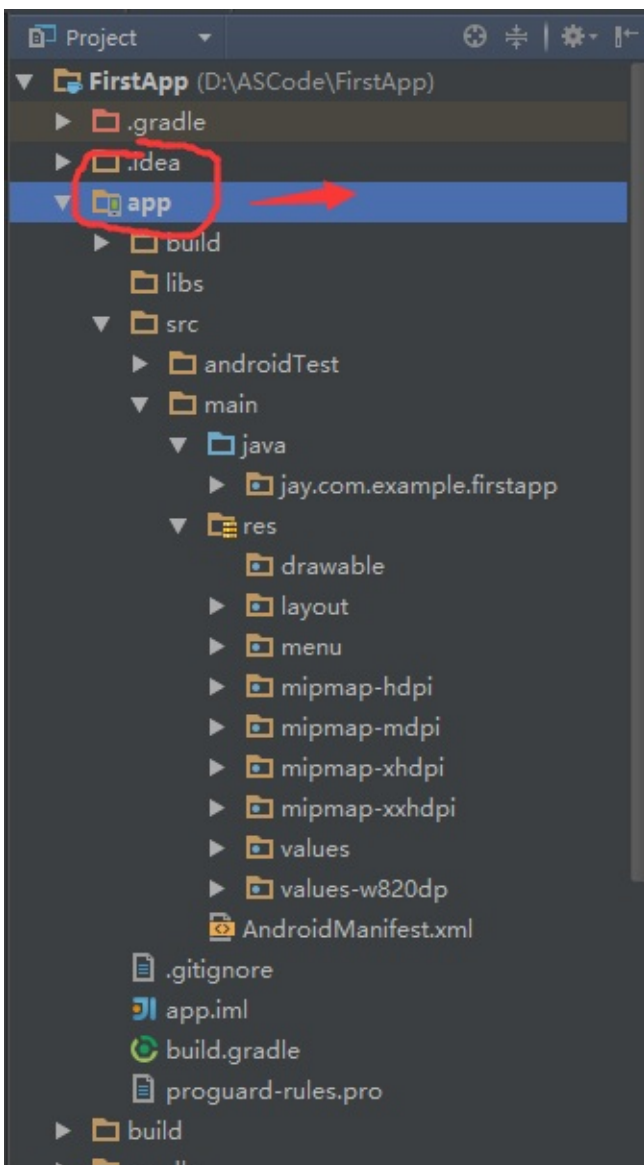 Project
FirstApp (D:\ASCode\FirstApp)
.gradle
.idea
app
build
libs
src
androidTest
main
java
jay.com.example.firstapp
res
drawable
layout
menu
mipmap-hdpi
mipmap-mdpi
mipmap-xhdpi
mipmap-xxhdpi
values
values-w820dp
AndroidManifest.xml
.gitignore
app.iml
build.gradle
proguard-rules.pro
build